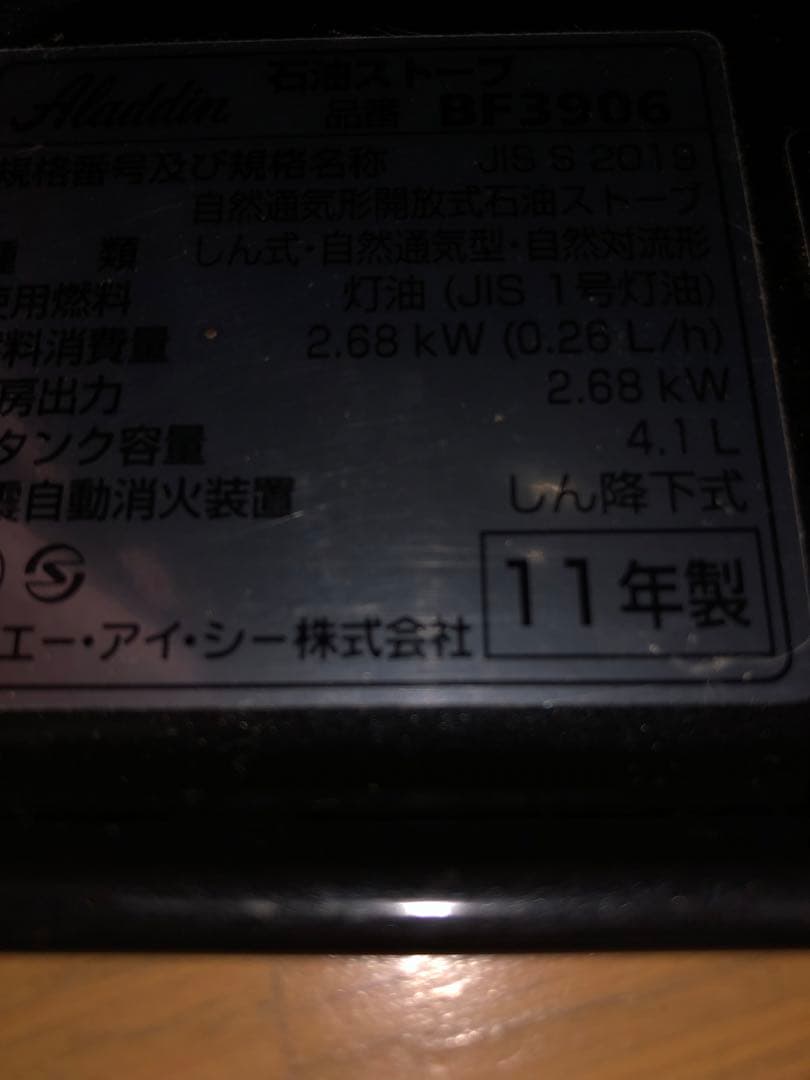 Aladdin 石油ストーブ
品番 BF3906
規格番号及び規格名称 JIS S 2019
自然通気形開放式石油ストーブ
種 類 しん式・自然通気型・自然対流形
使用燃料 灯油 (JIS 1号灯油)
料消費量 2.68 kW (0.26 L/h)
房出力 2.68 kW
タンク容量 4.1 L
震自動消火装置 しん降下式
S
11年製
エー・アイ・シー株式会社